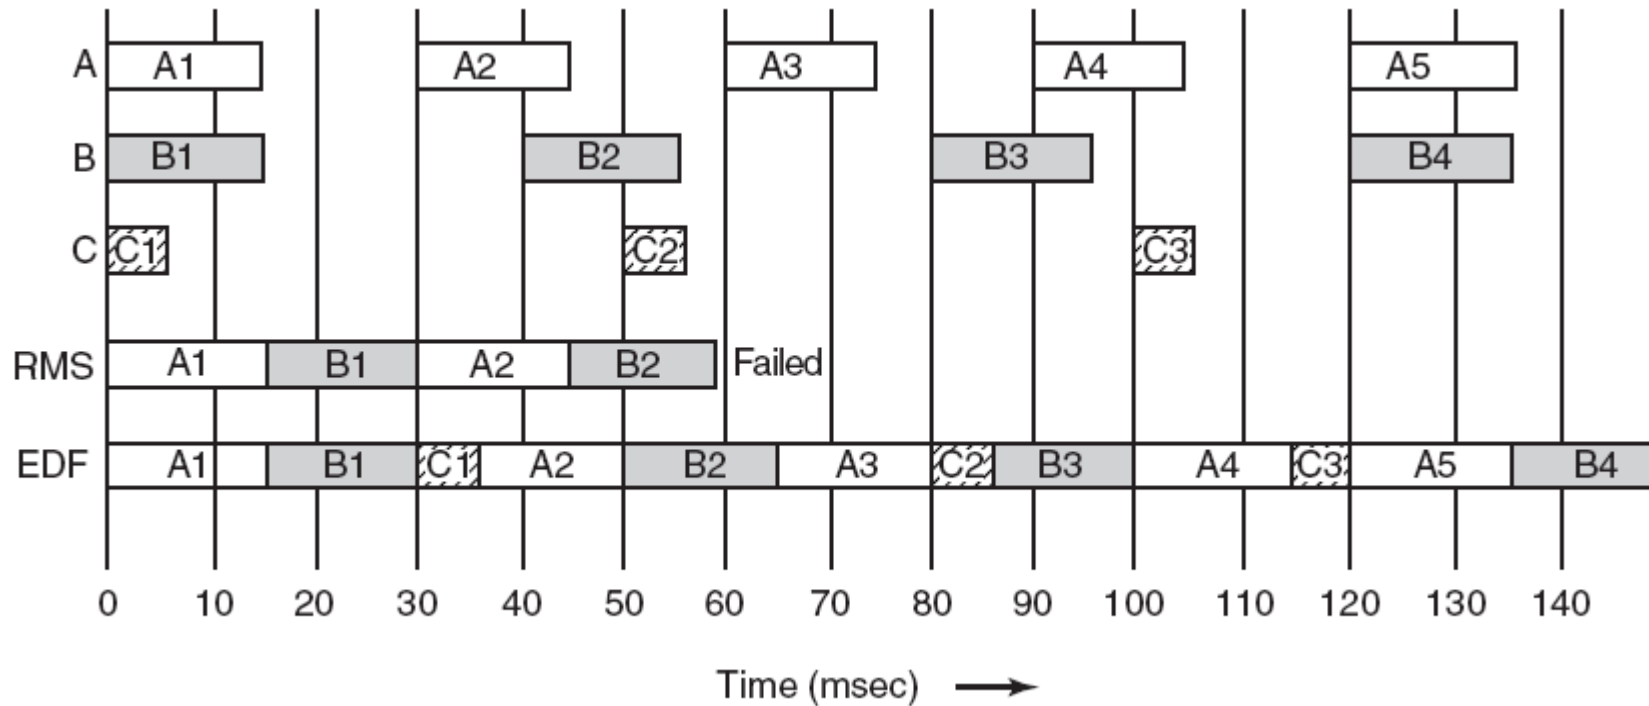 A A1 A2 A3 A4 A5
B B1 B2 B3 B4
C C1 C2 C3
RMS A1 B1 A2 B2 Failed
EDF A1 B1 C1 A2 B2 A3 C2 B3 A4 C3 A5 B4
0 10 20 30 40 50 60 70 80 90 100 110 120 130 140
Time (msec)